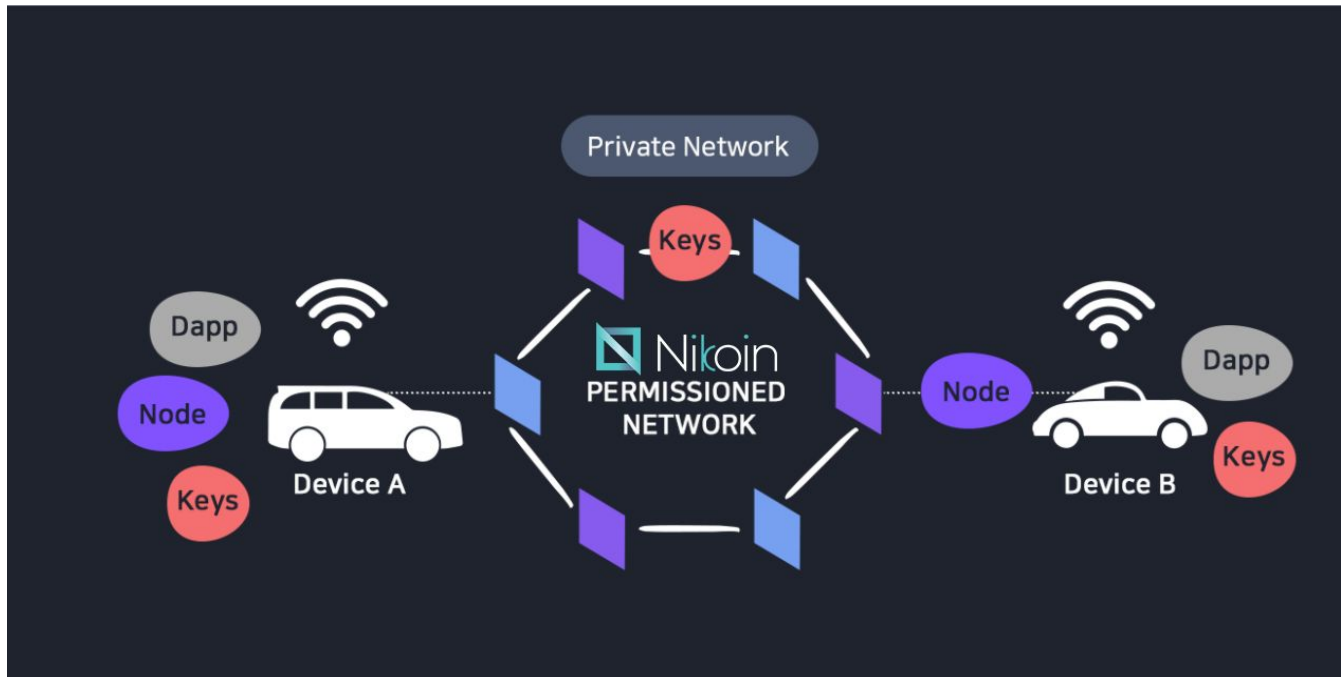 Private Network
Keys
Nikoin
PERMISSIONED
NETWORK
Dapp
Node
Keys
Device A
Node
Dapp
Keys
Device B